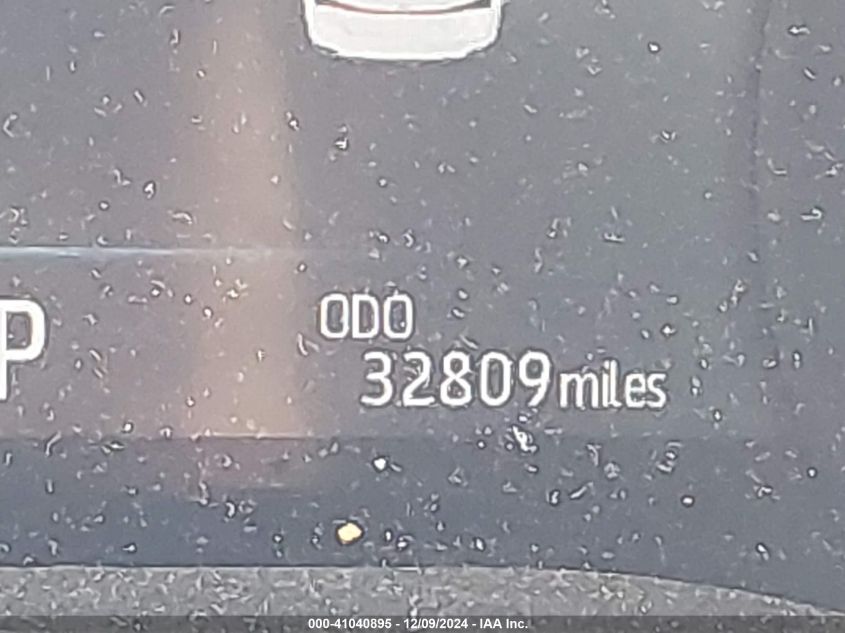 P
ODO
32809 miles
000-41040895 - 12/09/2024 - IAA Inc.